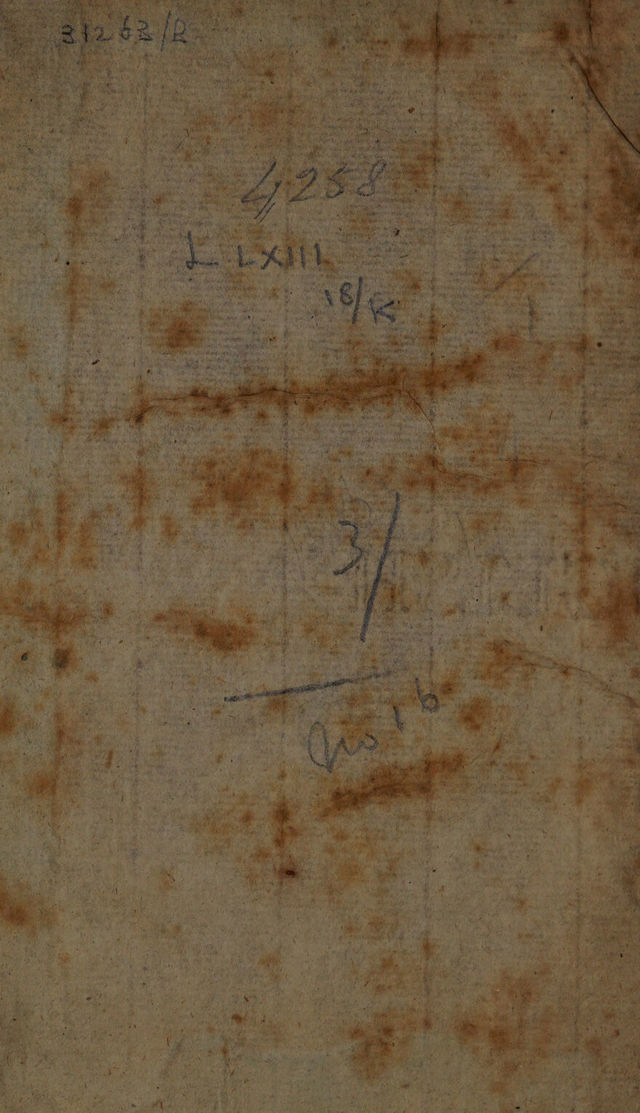 31263/B
4258
L LXIII
18/K
3/
No 16